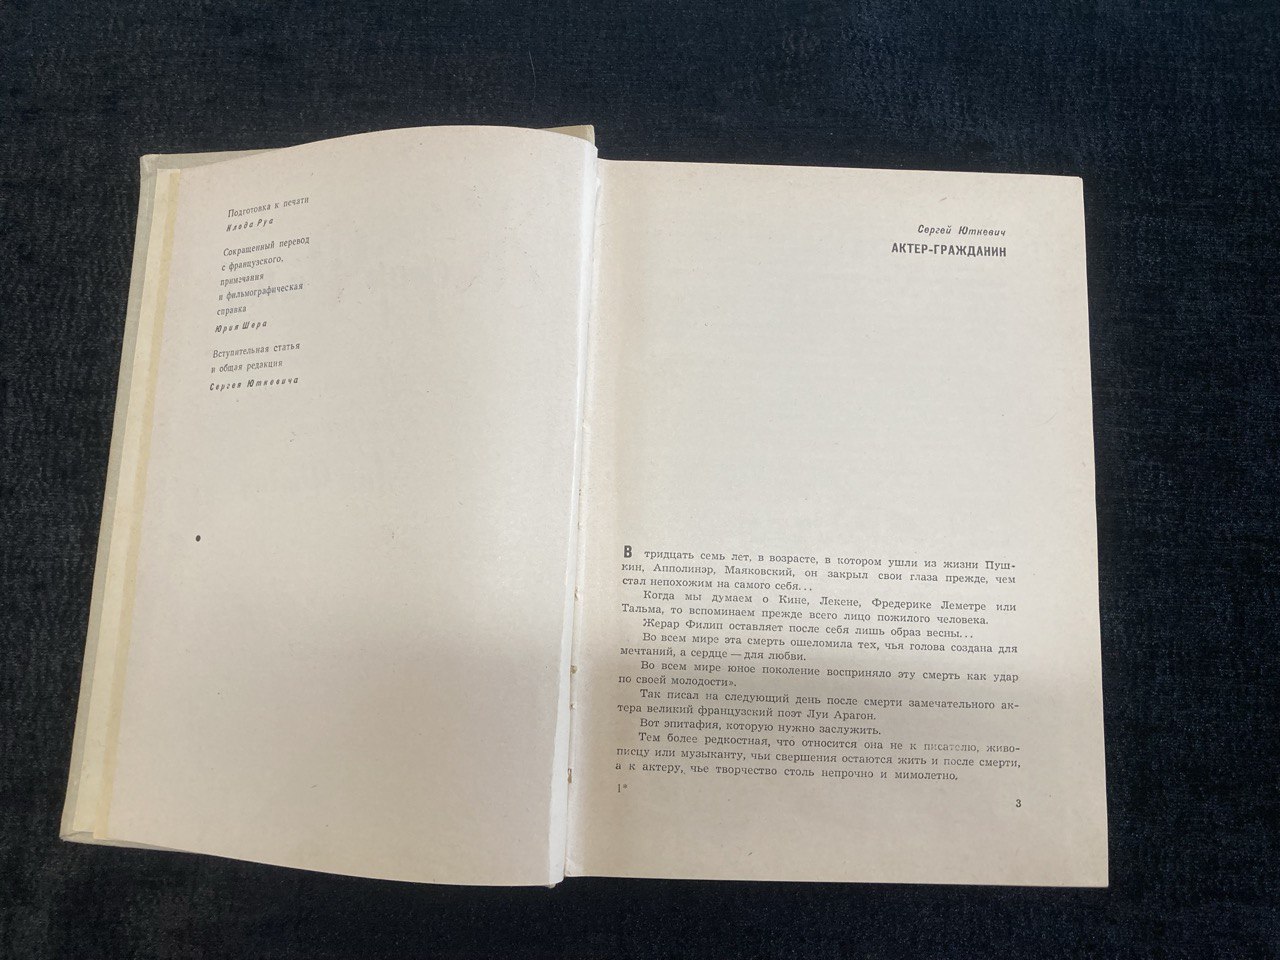 Подготовка к печати
Клода Руа
Сокращенный перевод
с французского,
примечания
и фильмографическая
справка
Юрия Шера
Вступительная статья
и общая редакция
Сергея Юткевича
Сергей Юткевич
АКТЕР-ГРАЖДАНИН
В тридцать семь лет, в возрасте, в котором ушли из жизни Пуш-
кин, Апполинэр, Маяковский, он закрыл свои глаза прежде, чем
стал непохожим на самого себя...
Когда мы думаем о Кине, Лекене, Фредерике Леметре или
Тальма, то вспоминаем прежде всего лицо пожилого человека.
Жерар Филип оставляет после себя лишь образ весны...
Во всем мире эта смерть ошеломила тех, чья голова создана для
мечтаний, а сердце — для любви.
Во всем мире юное поколение восприняло эту смерть как удар
по своей молодости».
Так писал на следующий день после смерти замечательного ак-
тера великий французский поэт Луи Арагон.
Вот эпитафия, которую нужно заслужить.
Тем более редкостная, что относится она не к писателю, живо-
писцу или музыканту, чьи свершения остаются жить и после смерти,
а к актеру, чье творчество столь непрочно и мимолетно.
1*
3